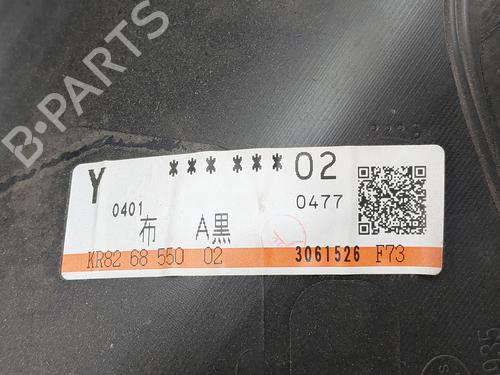 Y ****** 02
0401 0477
布 A黒
KR82 68 550 02 3061526 F73
B-PARTS